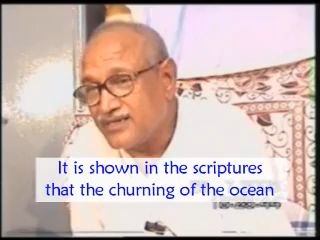 It is shown in the scriptures
that the churning of the ocean